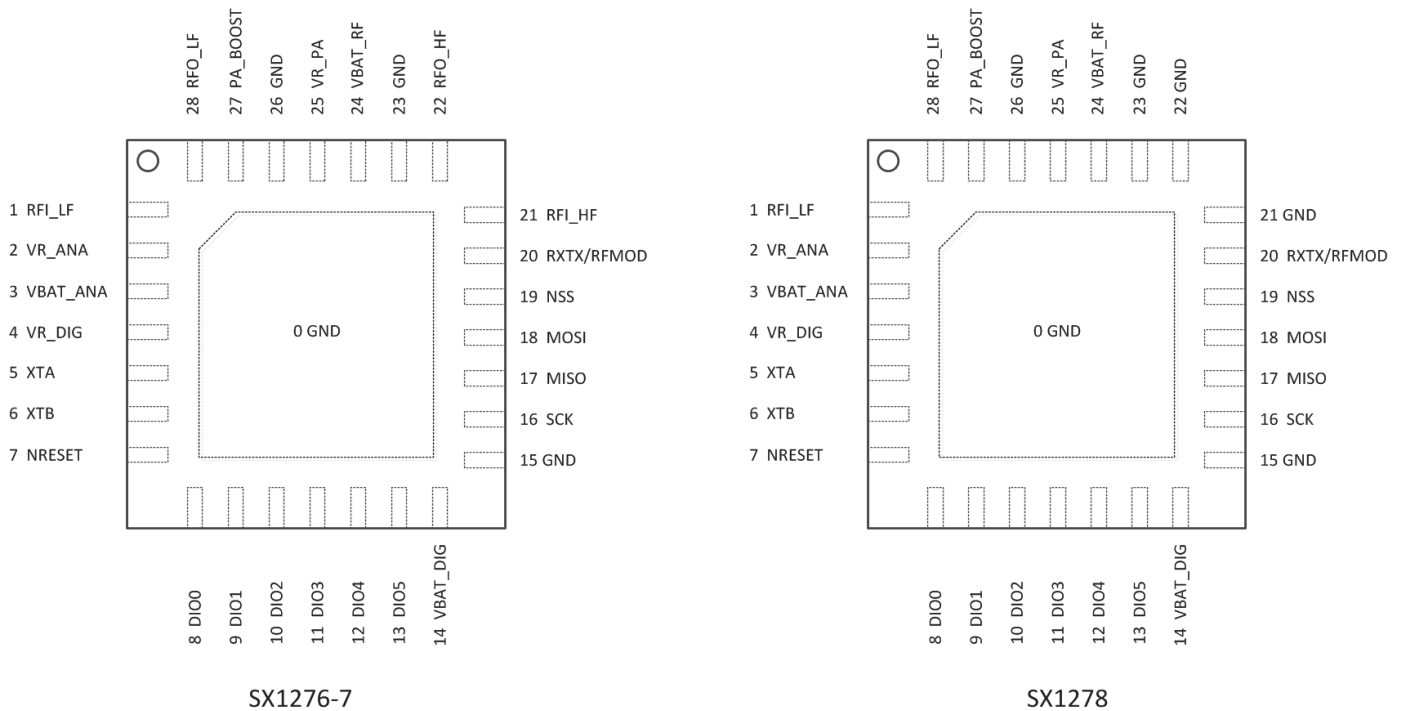 28 RFO_LF
27 PA_BOOST
26 GND
25 VR_PA
24 VBAT_RF
23 GND
22 RFO_HF
1 RFI_LF
2 VR_ANA
3 VBAT_ANA
4 VR_DIG
5 XTA
6 XTB
7 NRESET
0 GND
21 RFI_HF
20 RXTX/RFMOD
19 NSS
18 MOSI
17 MISO
16 SCK
15 GND
8 DIO0
9 DIO1
10 DIO2
11 DIO3
12 DIO4
13 DIO5
14 VBAT_DIG
SX1276-7
28 RFO_LF
27 PA_BOOST
26 GND
25 VR_PA
24 VBAT_RF
23 GND
22 GND
1 RFI_LF
2 VR_ANA
3 VBAT_ANA
4 VR_DIG
5 XTA
6 XTB
7 NRESET
0 GND
21 GND
20 RXTX/RFMOD
19 NSS
18 MOSI
17 MISO
16 SCK
15 GND
8 DIO0
9 DIO1
10 DIO2
11 DIO3
12 DIO4
13 DIO5
14 VBAT_DIG
SX1278